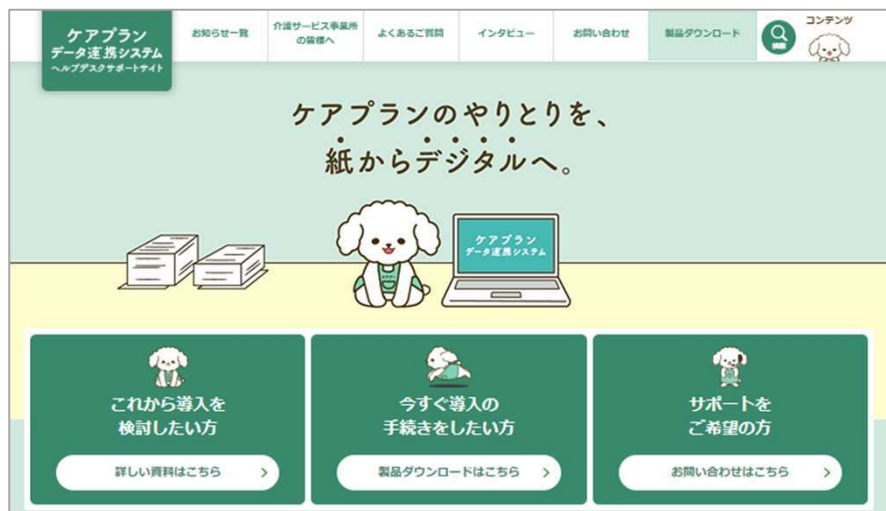 ケアプラン
データ連携システム
ヘルプデスクサポートサイト
お知らせ一覧
介護サービス事業所
の皆様へ
よくあるご質問
インタビュー
お問い合わせ
製品ダウンロード
検索
コンテンツ
ケアプランのやりとりを、
紙からデジタルへ。
ケアプラン
データ連携システム
これから導入を
検討したい方
詳しい資料はこちら
今すぐ導入の
手続きをしたい方
製品ダウンロードはこちら
サポートを
ご希望の方
お問い合わせはこちら